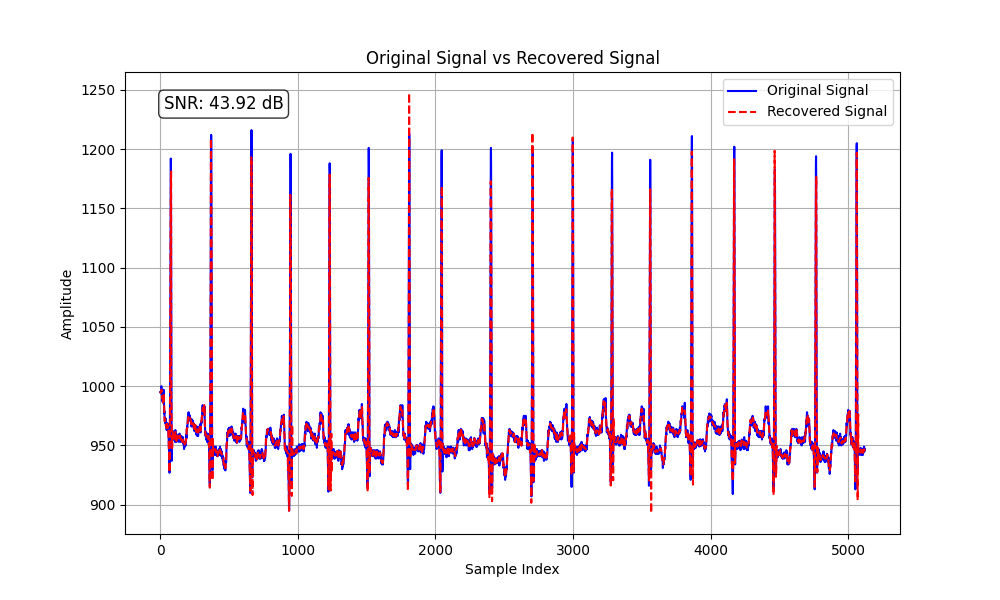 Original Signal vs Recovered Signal
SNR: 43.92 dB
Original Signal
Recovered Signal
1250
1200
1150
1100
1050
1000
950
900
Amplitude
0
1000
2000
3000
4000
5000
Sample Index